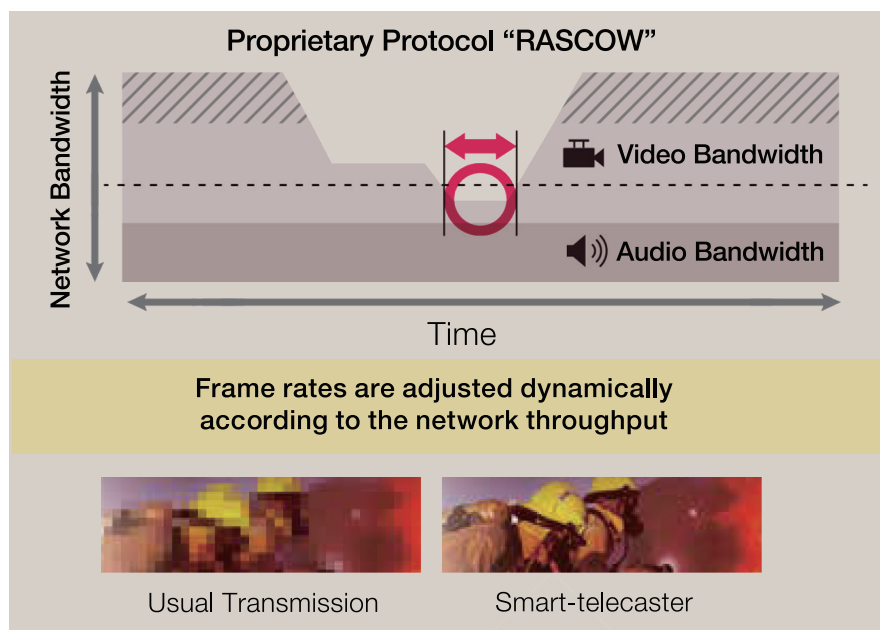 Proprietary Protocol “RASCOW”
Network Bandwidth
Video Bandwidth
Audio Bandwidth
Time
Frame rates are adjusted dynamically
according to the network throughput
Usual Transmission
Smart-telecaster